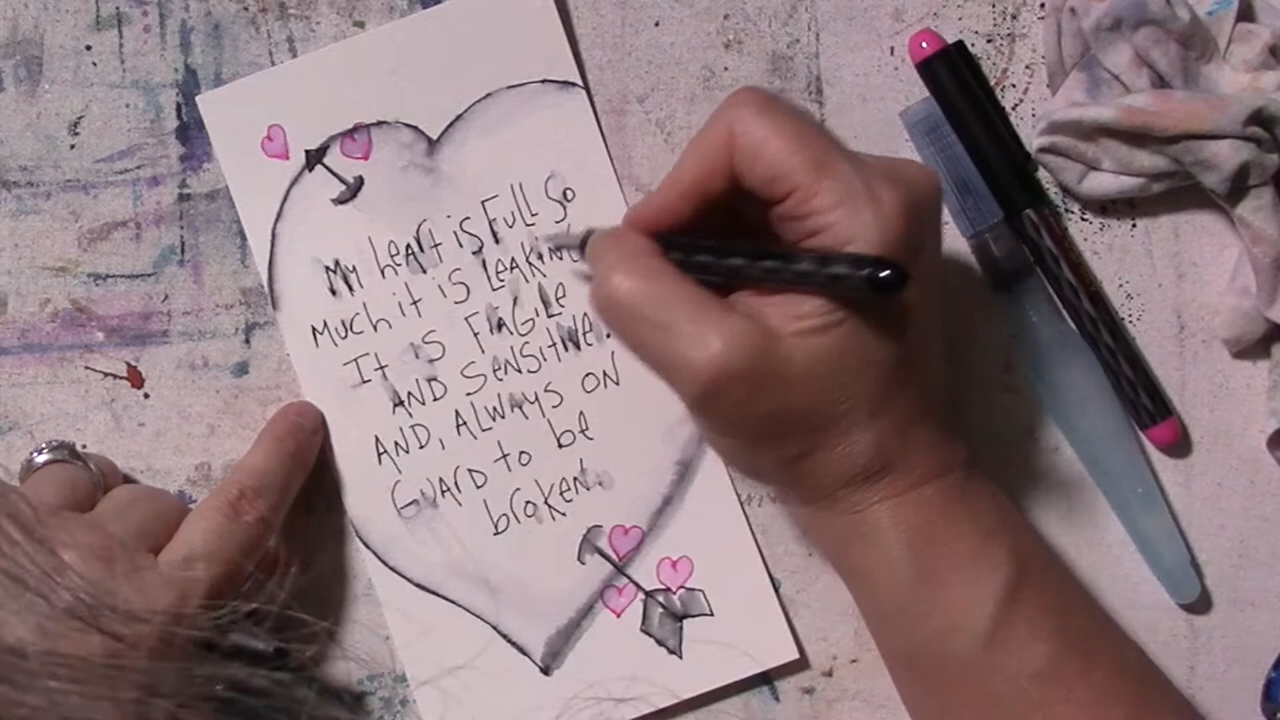 My heart is Full So
Much it is LEAKING
It is FRAGILE
AND SENSITIVE.
AND, ALWAYS ON
GUARD to be
broken.